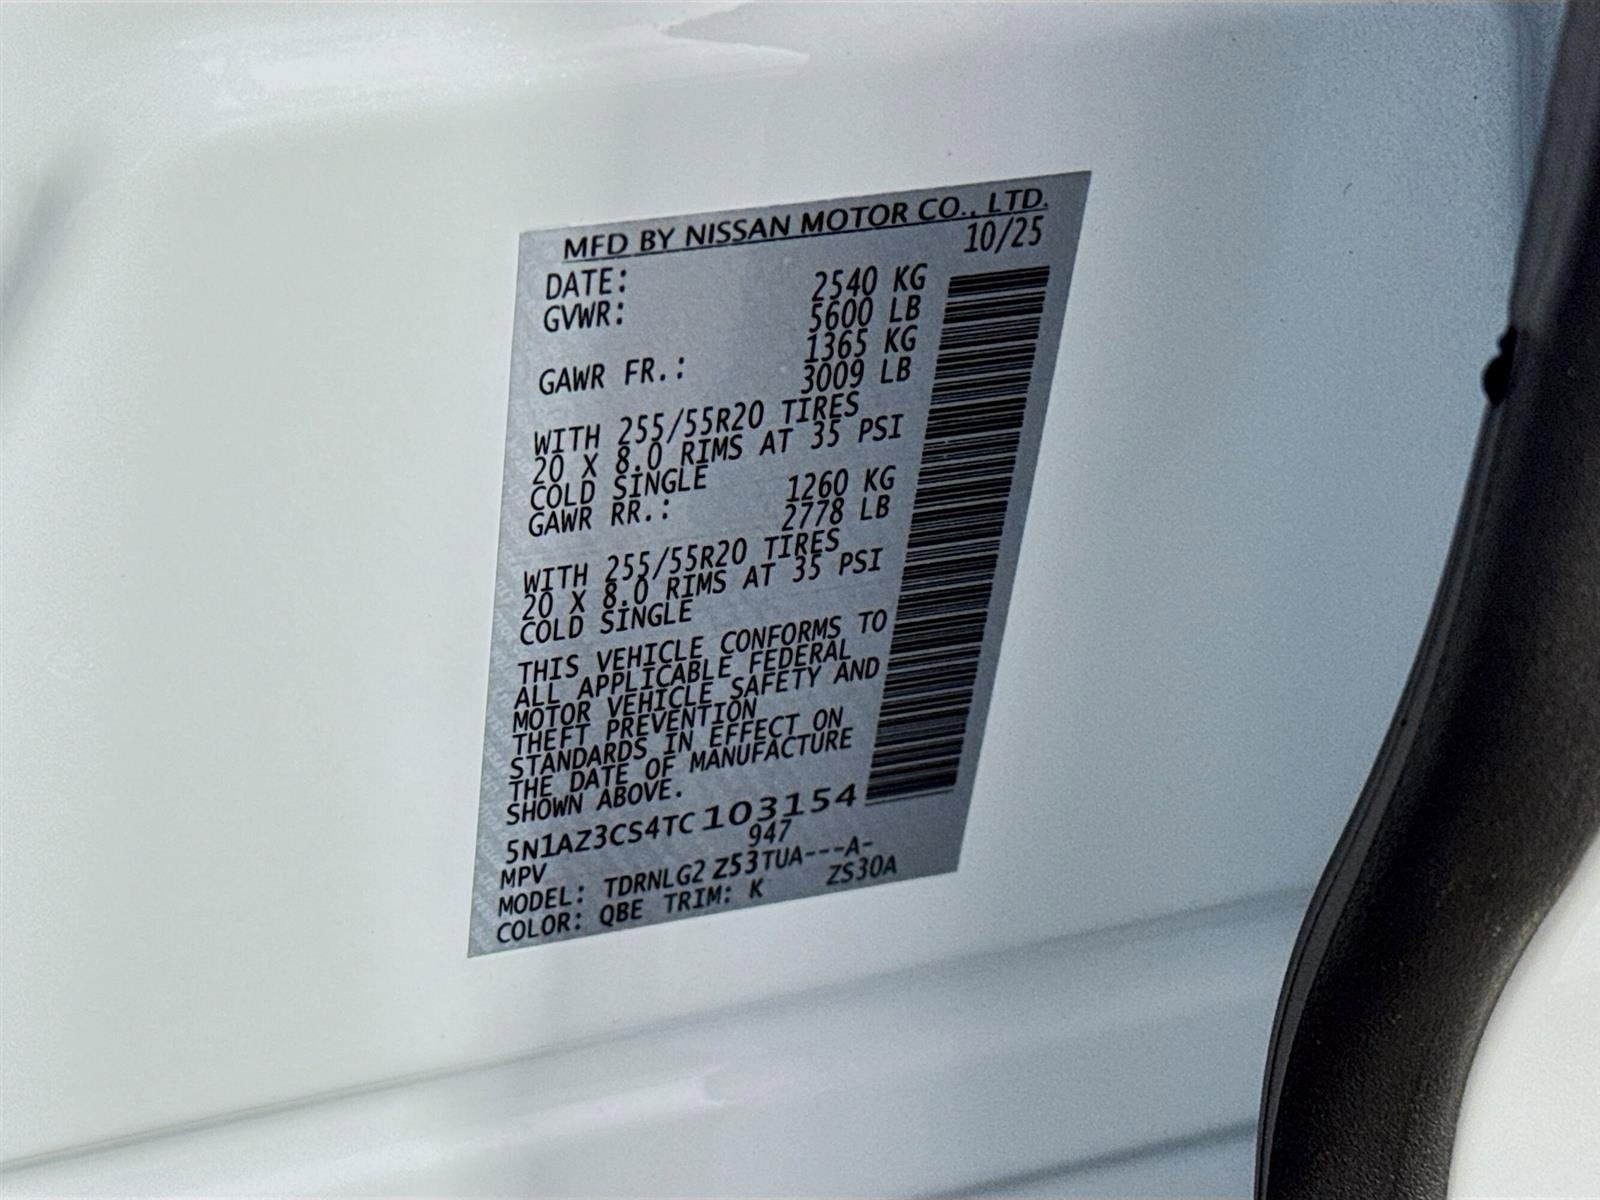 MFD BY NISSAN MOTOR CO., LTD.
DATE: 10/25
GVWR: 2540 KG
5600 LB
GAWR FR.: 1365 KG
3009 LB
WITH 255/55R20 TIRES
20 X 8.0 RIMS AT 35 PSI
COLD SINGLE
GAWR RR.: 1260 KG
2778 LB
WITH 255/55R20 TIRES
20 X 8.0 RIMS AT 35 PSI
COLD SINGLE
THIS VEHICLE CONFORMS TO
ALL APPLICABLE FEDERAL
MOTOR VEHICLE SAFETY AND
THEFT PREVENTION
STANDARDS IN EFFECT ON
THE DATE OF MANUFACTURE
SHOWN ABOVE.
5N1AZ3CS4TC103154
MPV 947
MODEL: TDRNLG2 Z53TUA---A-
COLOR: QBE TRIM: K ZS30A